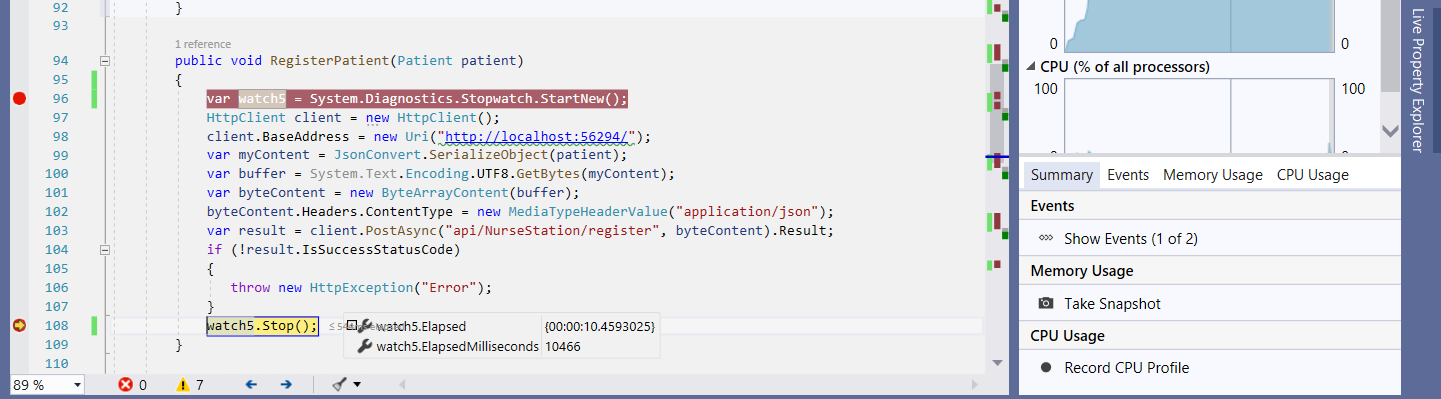 92 }
93
1 reference
94 public void RegisterPatient(Patient patient)
95 {
96 var watch5 = System.Diagnostics.Stopwatch.StartNew();
97 HttpClient client = new HttpClient();
98 client.BaseAddress = new Uri("http://localhost:56294/");
99 var myContent = JsonConvert.SerializeObject(patient);
100 var buffer = System.Text.Encoding.UTF8.GetBytes(myContent);
101 var byteContent = new ByteArrayContent(buffer);
102 byteContent.Headers.ContentType = new MediaTypeHeaderValue("application/json");
103 var result = client.PostAsync("api/NurseStation/register", byteContent).Result;
104 if (!result.IsSuccessStatusCode)
105 {
106 throw new HttpException("Error");
107 }
108 watch5.Stop();
watch5.Elapsed {00:00:10.4593025}
watch5.ElapsedMilliseconds 10466
109 }
110
89 % 0 7
0 0
CPU (% of all processors)
100 100
Summary Events Memory Usage CPU Usage
Events
Show Events (1 of 2)
Memory Usage
Take Snapshot
CPU Usage
Record CPU Profile
Live Property Explorer